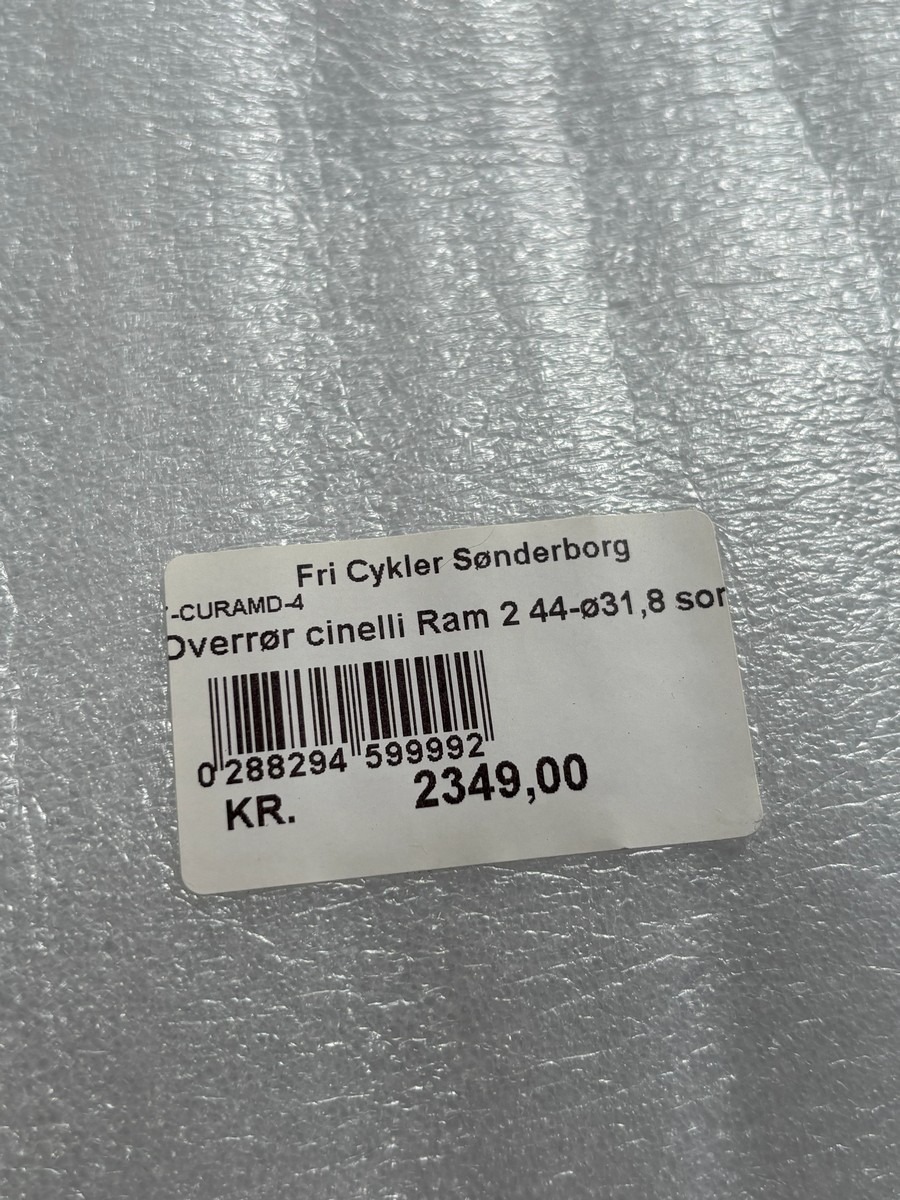 Fri Cykler Sønderborg
-CURAMD-4
Overrør cinelli Ram 2 44-ø31,8 sor
0 288294 599992
KR. 2349,00